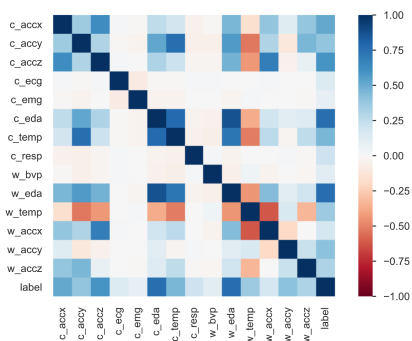 c_accx
c_accy
c_accz
c_ecg
c_emg
c_eda
c_temp
c_resp
w_bvp
w_eda
w_temp
w_accx
w_accy
w_accz
label
c_accx
c_accy
c_accz
c_ecg
c_emg
c_eda
c_temp
c_resp
w_bvp
w_eda
w_temp
w_accx
w_accy
w_accz
label
1.00
0.75
0.50
0.25
0.00
−0.25
−0.50
−0.75
−1.00